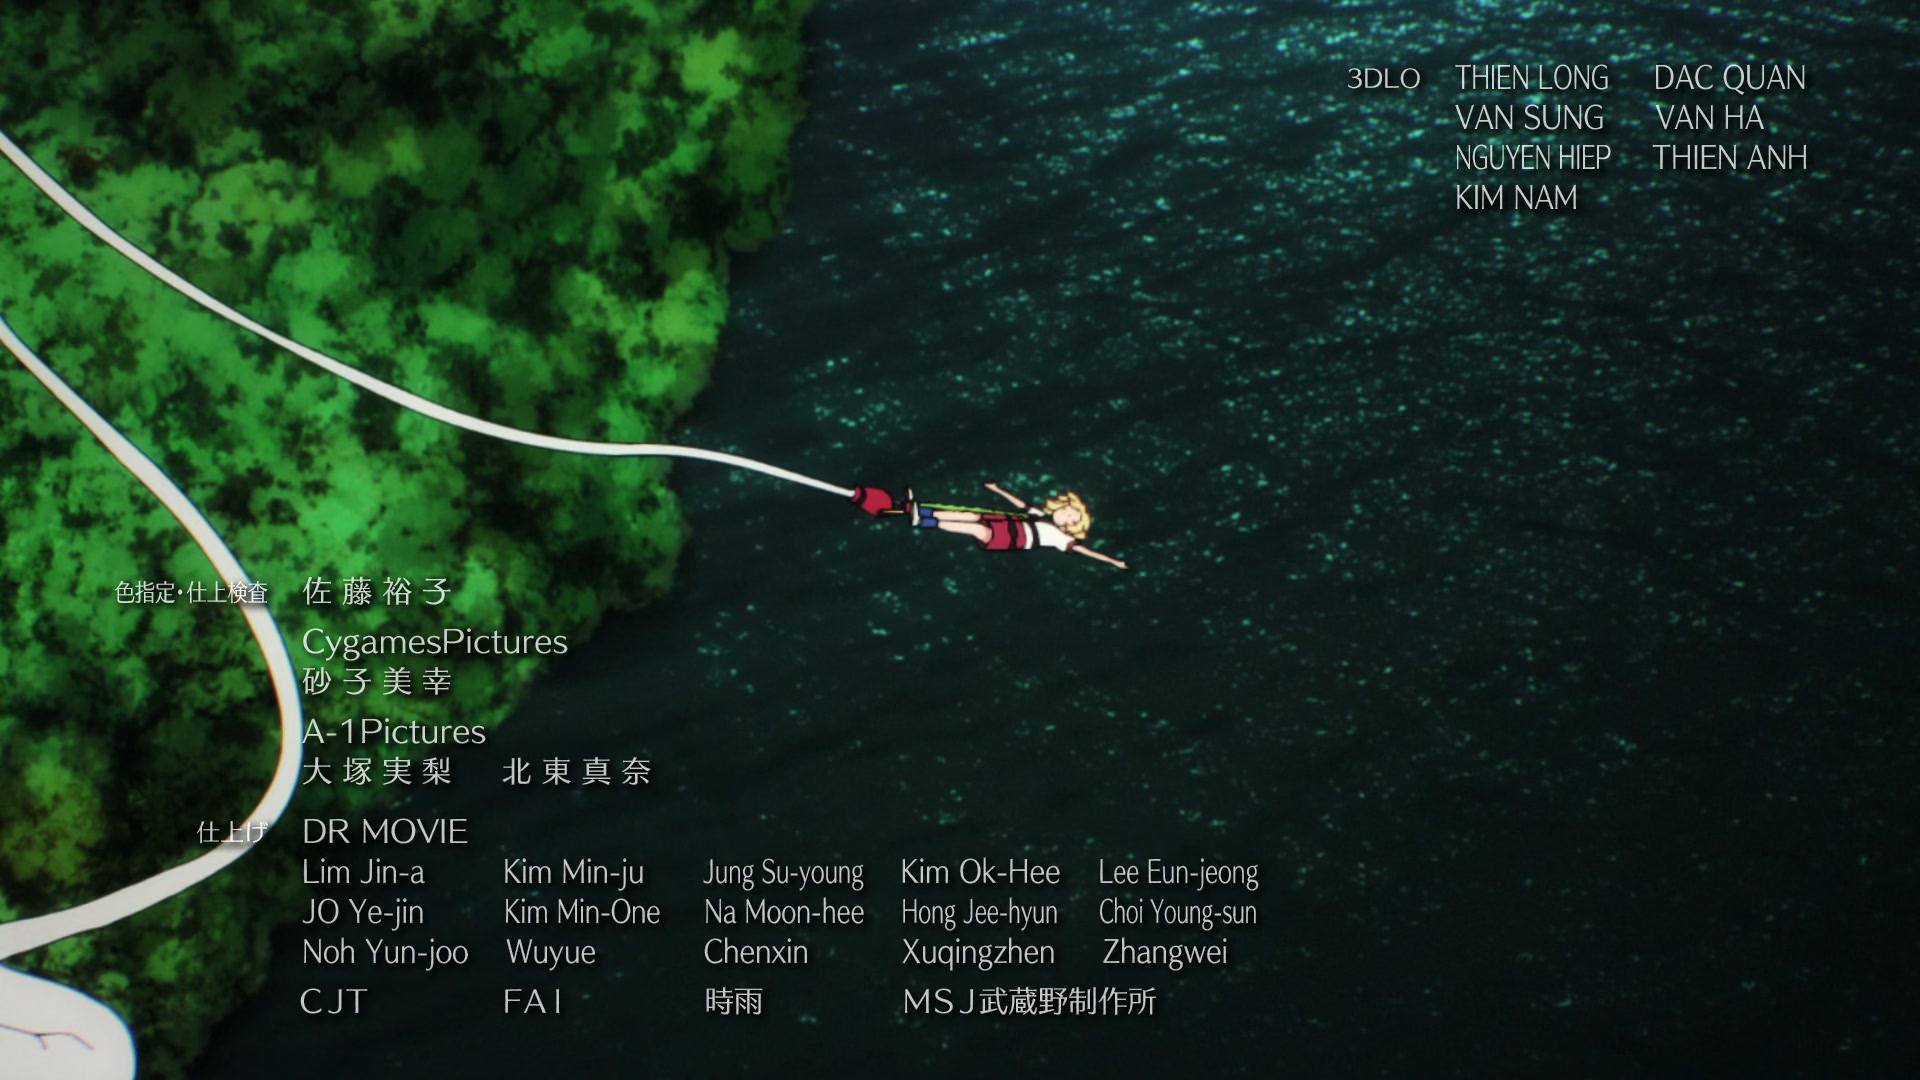 3DLO THIEN LONG DAC QUAN
VAN SUNG VAN HA
NGUYEN HIEP THIEN ANH
KIM NAM
色指定・仕上検査 佐藤裕子
CygamesPictures
砂子美幸
A-1Pictures
大塚実梨 北東真奈
仕上げ DR MOVIE
Lim Jin-a Kim Min-ju Jung Su-young Kim Ok-Hee Lee Eun-jeong
JO Ye-jin Kim Min-One Na Moon-hee Hong Jee-hyun Choi Young-sun
Noh Yun-joo Wuyue Chenxin Xuqingzhen Zhangwei
CJT FAI 時雨 MSJ武蔵野制作所